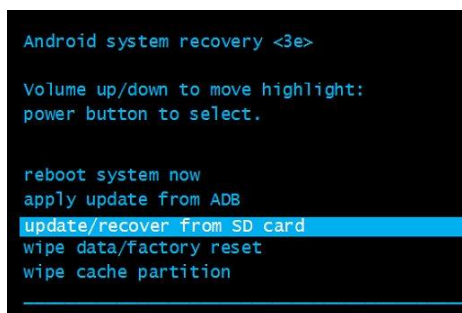 Android system recovery <3e>
Volume up/down to move highlight:
power button to select.
reboot system now
apply update from ADB
update/recover from SD card
wipe data/factory reset
wipe cache partition